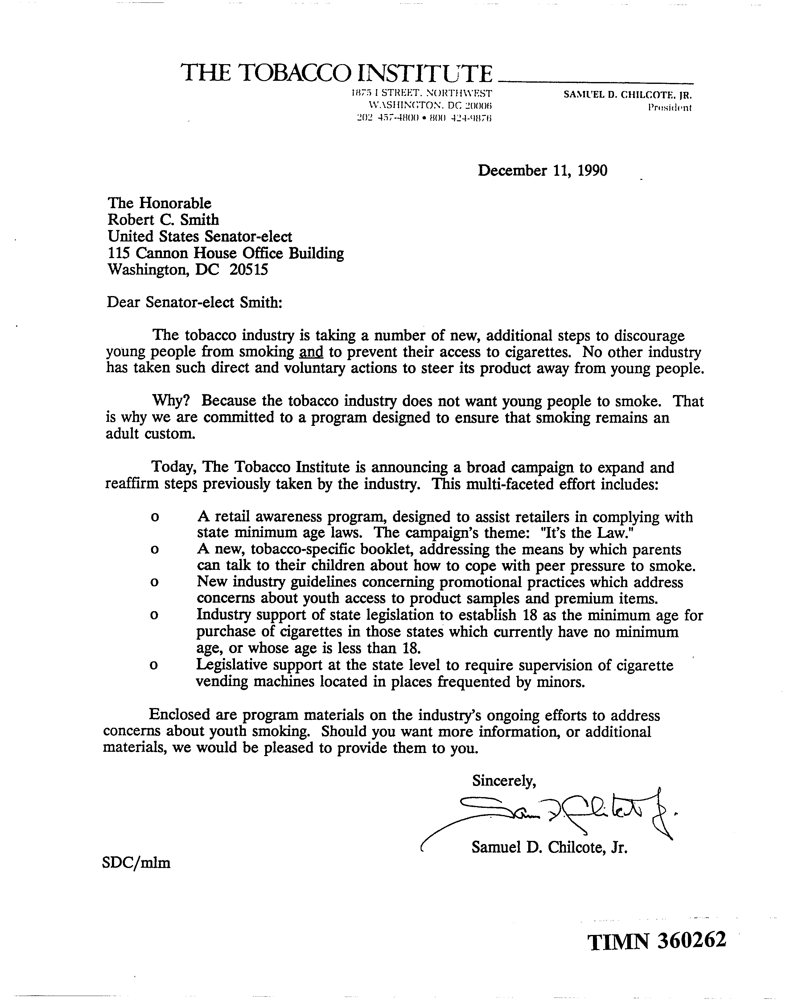 THE TOBACCO INSTITUTE
1875 I STREET, NORTHWEST
WASHINGTON, DC 20006
202 457-4800 • 800 424-9876
SAMUEL D. CHILCOTE, JR.
President
December 11, 1990
The Honorable
Robert C. Smith
United States Senator-elect
115 Cannon House Office Building
Washington, DC 20515
Dear Senator-elect Smith:
The tobacco industry is taking a number of new, additional steps to discourage
young people from smoking and to prevent their access to cigarettes. No other industry
has taken such direct and voluntary actions to steer its product away from young people.
Why? Because the tobacco industry does not want young people to smoke. That
is why we are committed to a program designed to ensure that smoking remains an
adult custom.
Today, The Tobacco Institute is announcing a broad campaign to expand and
reaffirm steps previously taken by the industry. This multi-faceted effort includes:
o A retail awareness program, designed to assist retailers in complying with
state minimum age laws. The campaign's theme: "It's the Law."
o A new, tobacco-specific booklet, addressing the means by which parents
can talk to their children about how to cope with peer pressure to smoke.
o New industry guidelines concerning promotional practices which address
concerns about youth access to product samples and premium items.
o Industry support of state legislation to establish 18 as the minimum age for
purchase of cigarettes in those states which currently have no minimum
age, or whose age is less than 18.
o Legislative support at the state level to require supervision of cigarette
vending machines located in places frequented by minors.
Enclosed are program materials on the industry's ongoing efforts to address
concerns about youth smoking. Should you want more information, or additional
materials, we would be pleased to provide them to you.
Sincerely,
Sam D Chilcote Jr.
Samuel D. Chilcote, Jr.
SDC/mlm
TIMN 360262